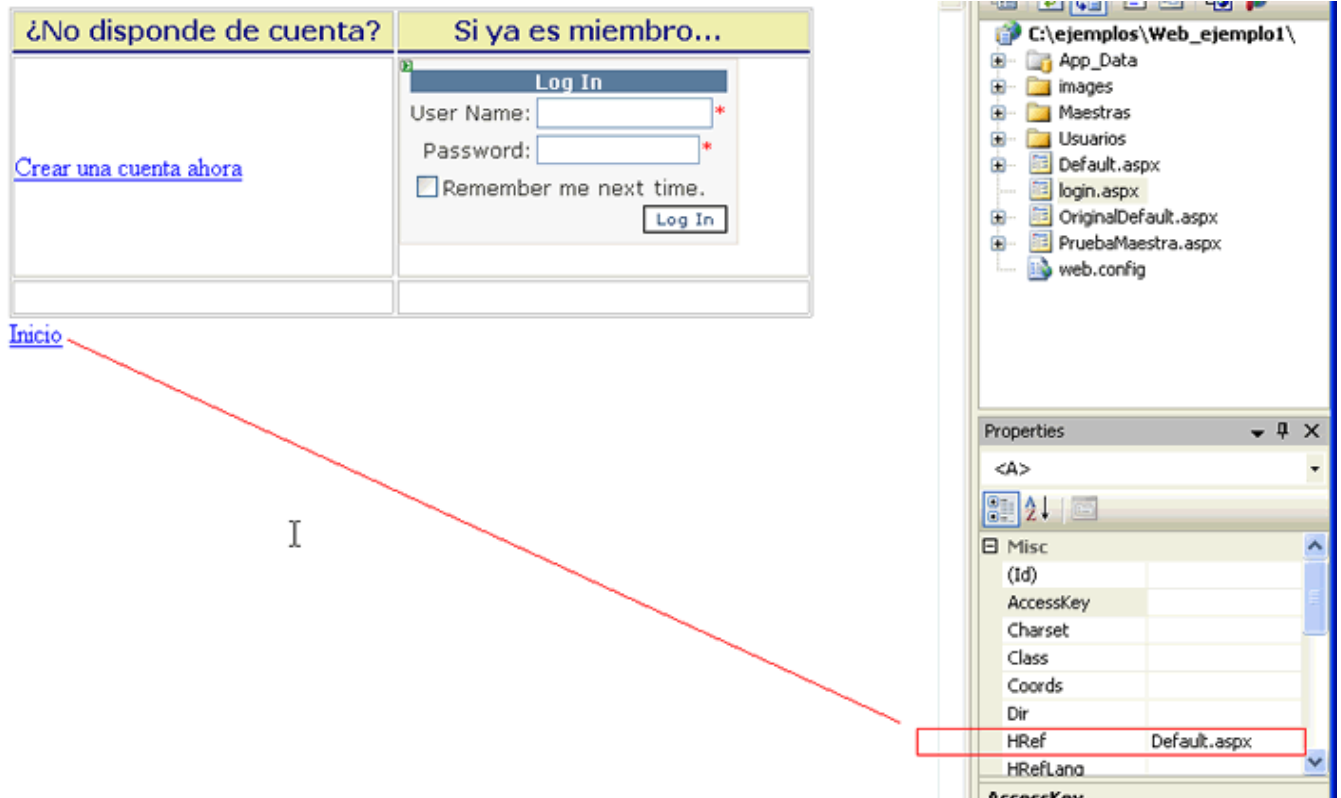 ¿No disponde de cuenta?
Si ya es miembro...
Crear una cuenta ahora
Log In
User Name:
*
Password:
*
Remember me next time.
Log In
Inicio
C:\ejemplos\Web_ejemplo1\
App_Data
images
Maestras
Usuarios
Default.aspx
login.aspx
OriginalDefault.aspx
PruebaMaestra.aspx
web.config
Properties
<A>
Misc
(Id)
AccessKey
Charset
Class
Coords
Dir
HRef Default.aspx
HRefLang
AccessKey